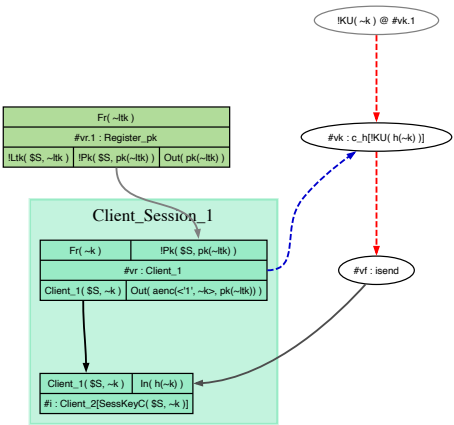 !KU( ~k ) @ #vk.1
Fr( ~ltk )
#vr.1 : Register_pk
!Ltk( $S, ~ltk ) !Pk( $S, pk(~ltk) ) Out( pk(~ltk) )
#vk : c_h[!KU( h(~k) )]
Client_Session_1
Fr( ~k ) !Pk( $S, pk(~ltk) )
#vr : Client_1
Client_1( $S, ~k ) Out( aenc(<'1', ~k>, pk(~ltk)) )
#vf : isend
Client_1( $S, ~k ) In( h(~k) )
#i : Client_2[SessKeyC( $S, ~k )]